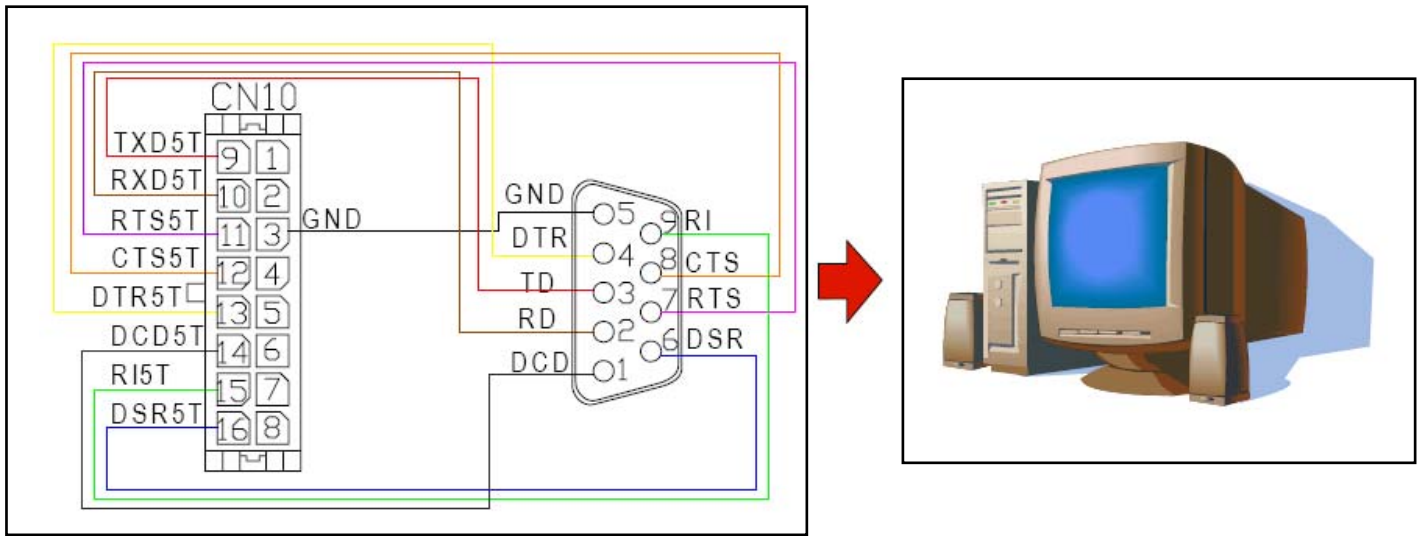 CN10
TXD5T
9 1
RXD5T
10 2
RTS5T
11 3 GND
CTS5T
12 4
DTR5T
13 5
DCD5T
14 6
RI5T
15 7
DSR5T
16 8
GND
5
9 RI
DTR
4
8 CTS
TD
3
7 RTS
RD
2
6 DSR
DCD
1